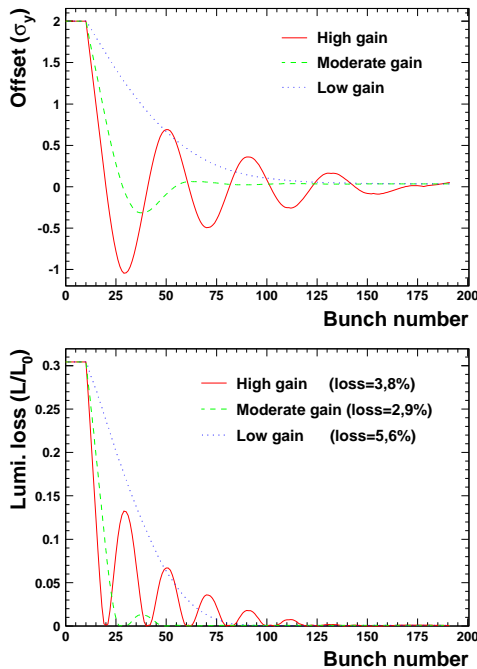 Offset (σy)
2
1.5
1
0.5
0
-0.5
-1
High gain
Moderate gain
Low gain
0 25 50 75 100 125 150 175 200
Bunch number
Lumi. loss (L/L0)
0.3
0.25
0.2
0.15
0.1
0.05
0
High gain (loss=3,8%)
Moderate gain (loss=2,9%)
Low gain (loss=5,6%)
0 25 50 75 100 125 150 175 200
Bunch number